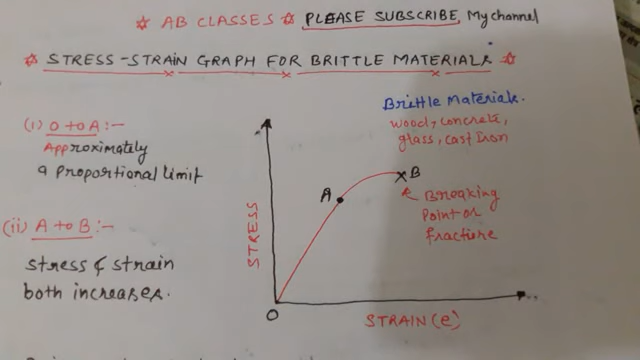 ☆ AB CLASSES ☆ PLEASE SUBSCRIBE, My channel
☆ STRESS-STRAIN GRAPH FOR BRITTLE MATERIALS ☆
(i) O to A:-
Approximately
a Proportional limit
(ii) A to B:-
stress & strain
both increases.
Brittle Materials.
wood, concrete,
glass, cast Iron
A
B
Breaking
Point or
fracture
STRESS
O
STRAIN (e)